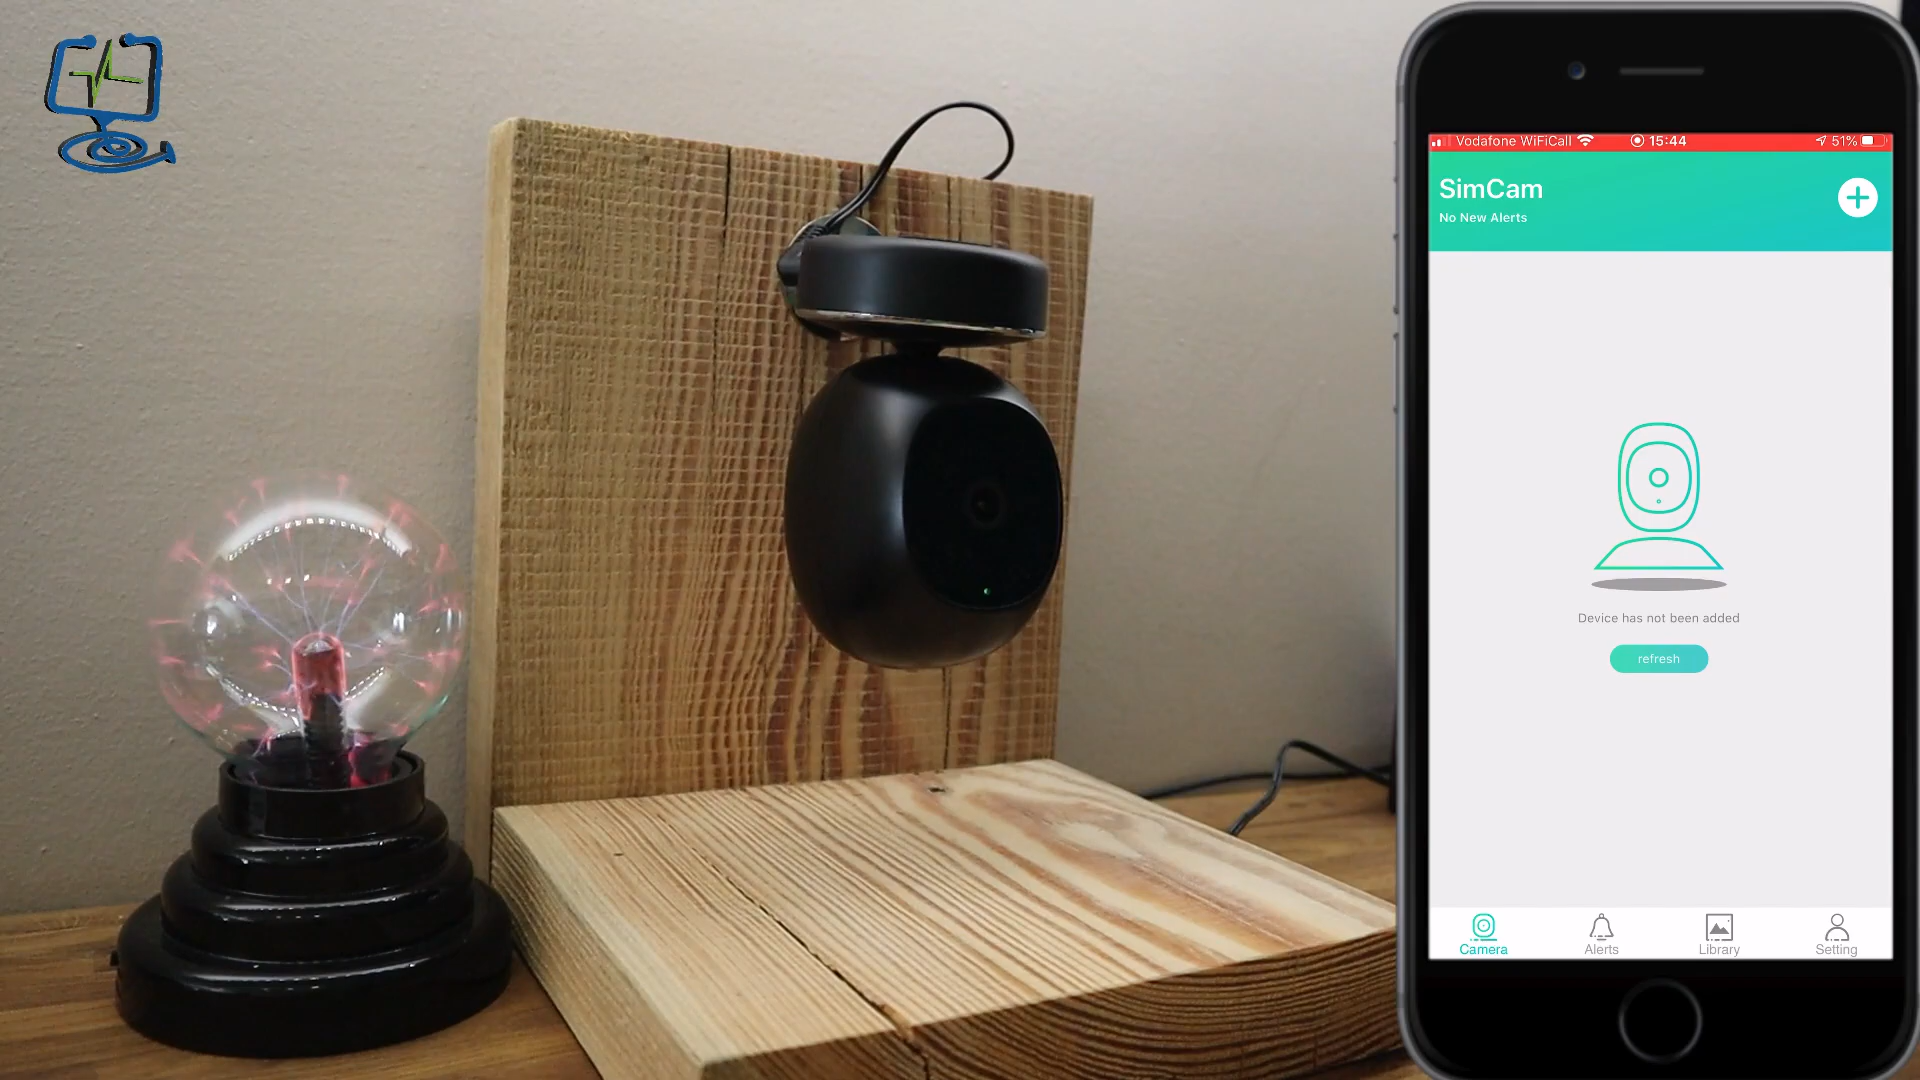 Vodafone WiFiCall 15:44 51%
SimCam
No New Alerts
Device has not been added
refresh
Camera Alerts Library Setting